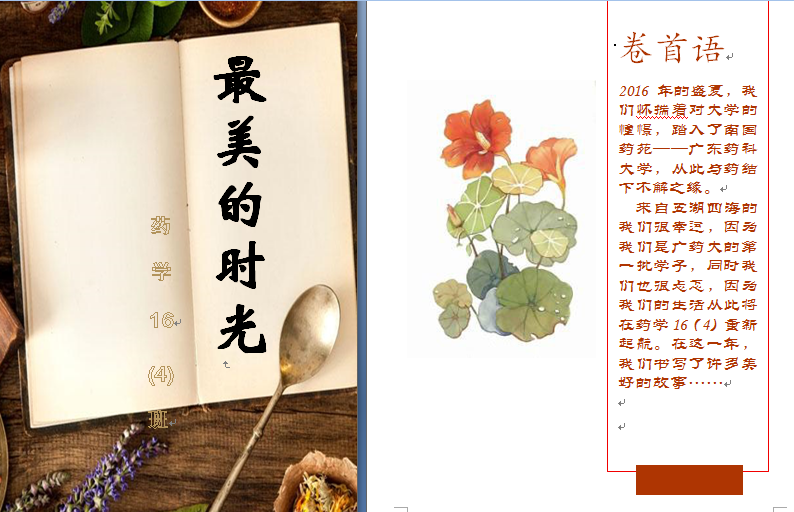 最美的时光
药学16(4)班
卷首语
2016 年的盛夏，我
们怀揣着对大学的
憧憬，踏入了南国
药苑——广东药科
大学，从此与药结
下不解之缘。
来自五湖四海的
我们很幸运，因为
我们是广药大的第
一批学子，同时我
们也很忐忑，因为
我们的生活从此将
在药学 16（4）重新
起航。在这一年，
我们书写了许多美
好的故事……